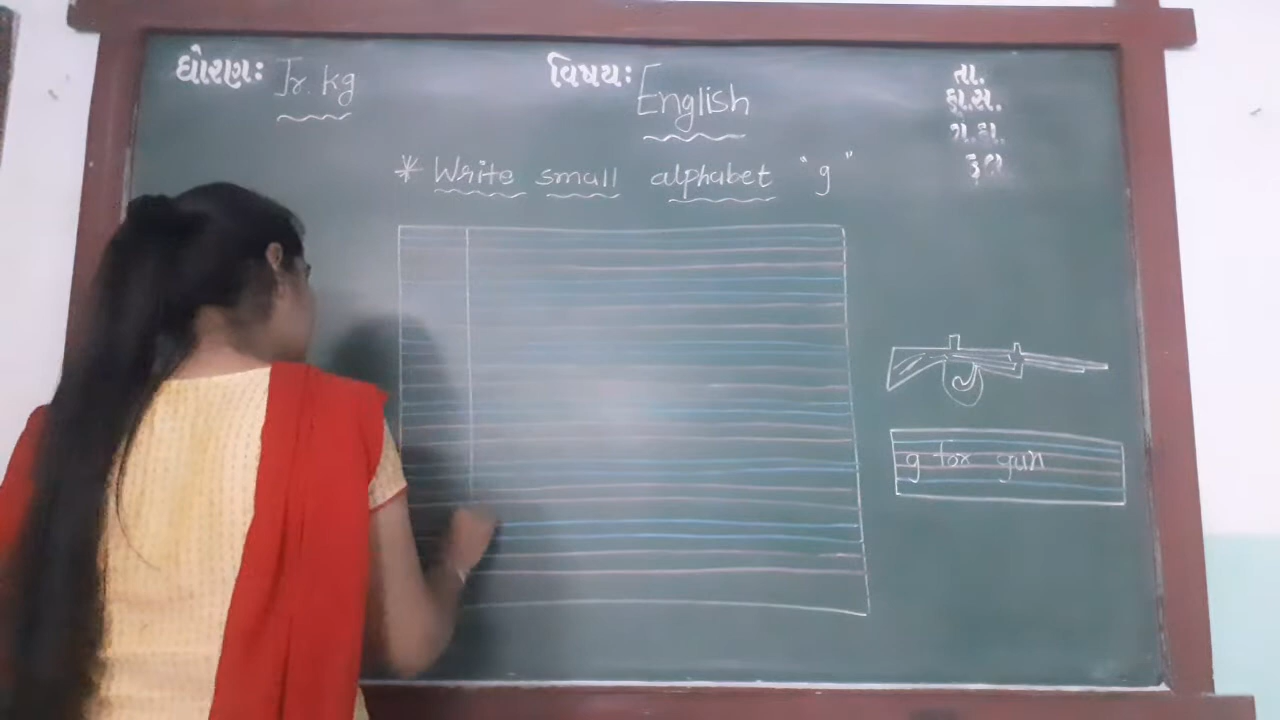 ધોરણ: Jr. kg
વિષય: English
તા.
હા.સ.
ગ.હા.
કુલ
* Write small alphabet "g"
g for gun